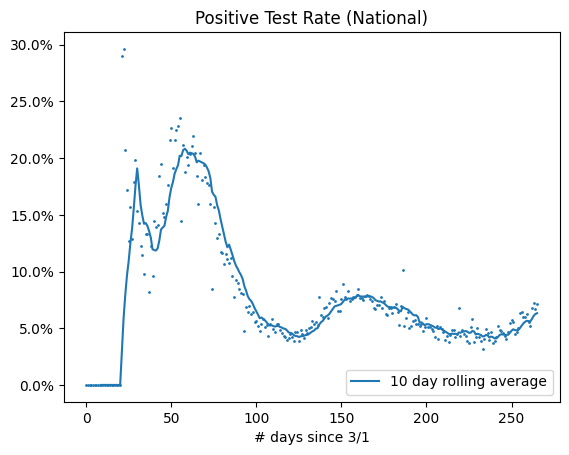 Positive Test Rate (National)
30.0%
25.0%
20.0%
15.0%
10.0%
5.0%
0.0%
10 day rolling average
0 50 100 150 200 250
# days since 3/1